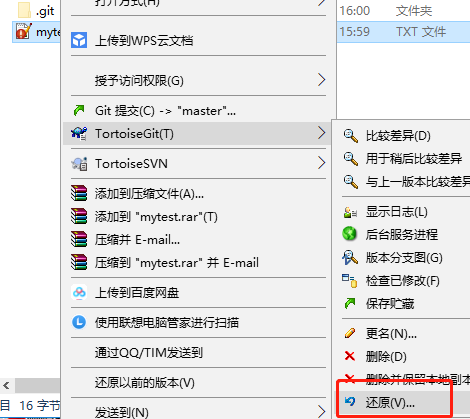 打开方式(H)
.git
16:00 文件夹
myte
15:59 TXT 文件
上传到WPS云文档
授予访问权限(G)
Git 提交(C) -> "master"...
TortoiseGit(T)
TortoiseSVN
添加到压缩文件(A)...
添加到 "mytest.rar"(T)
压缩并 E-mail...
压缩到 "mytest.rar" 并 E-mail
上传到百度网盘
使用联想电脑管家进行扫描
通过QQ/TIM发送到
还原以前的版本(V)
发送到(N)
目 16 字节
比较差异(D)
用于稍后比较差异
与上一版本比较差异
显示日志(L)
后台服务进程
版本分支图(G)
检查已修改(F)
保存贮藏
更名(N)...
删除(D)
删除并保留本地副本
还原(V)...